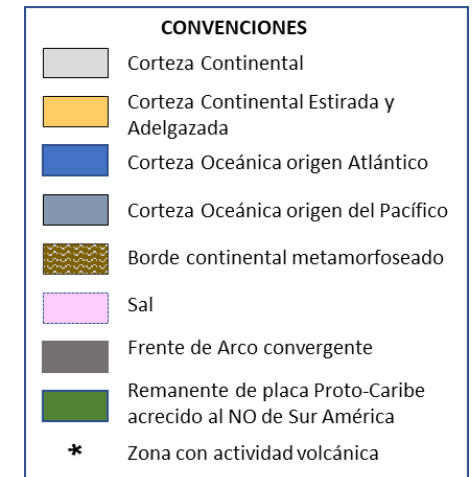 CONVENCIONES
Corteza Continental
Corteza Continental Estirada y
Adelgazada
Corteza Oceánica origen Atlántico
Corteza Oceánica origen del Pacífico
Borde continental metamorfoseado
Sal
Frente de Arco convergente
Remanente de placa Proto-Caribe
acrecido al NO de Sur América
* Zona con actividad volcánica